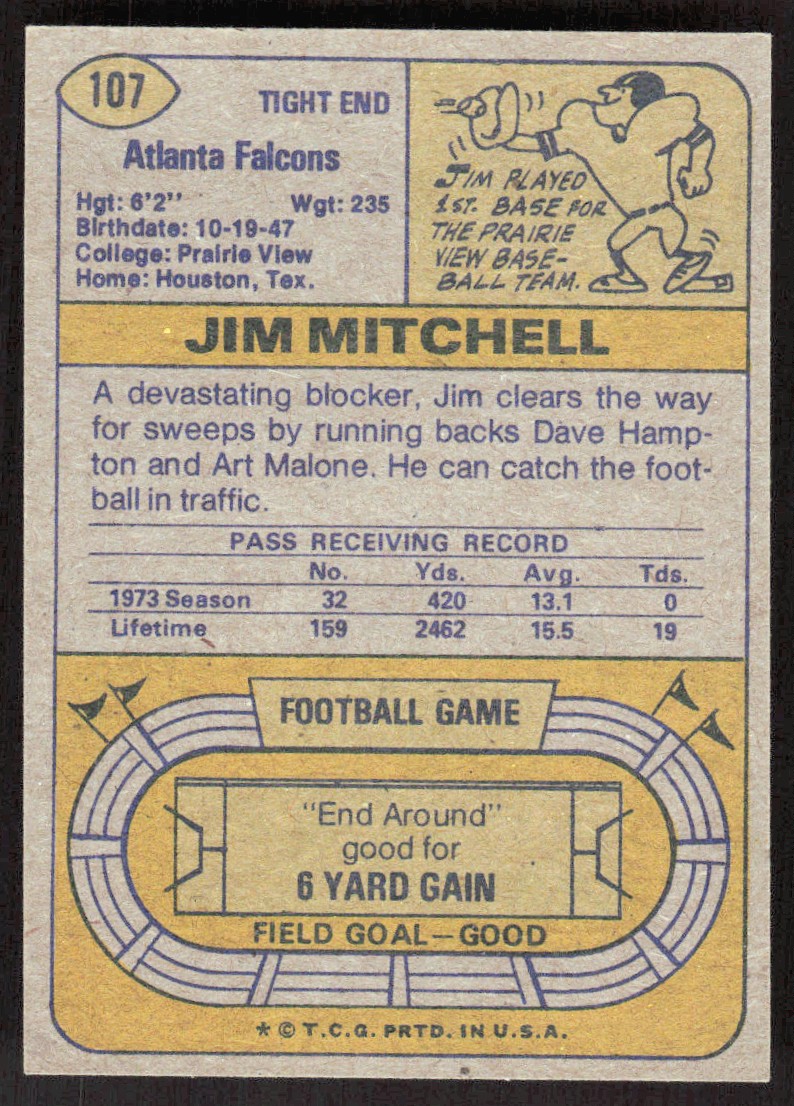 107
TIGHT END
Atlanta Falcons
Hgt: 6'2" Wgt: 235
Birthdate: 10-19-47
College: Prairie View
Home: Houston, Tex.
JIM PLAYED
1ST. BASE FOR
THE PRAIRIE
VIEW BASE-
BALL TEAM.
JIM MITCHELL
A devastating blocker, Jim clears the way
for sweeps by running backs Dave Hamp-
ton and Art Malone. He can catch the foot-
ball in traffic.
PASS RECEIVING RECORD
No. Yds. Avg. Tds.
1973 Season 32 420 13.1 0
Lifetime 159 2462 15.5 19
FOOTBALL GAME
"End Around"
good for
6 YARD GAIN
FIELD GOAL—GOOD
* © T.C.G. PRTD. IN U.S.A.